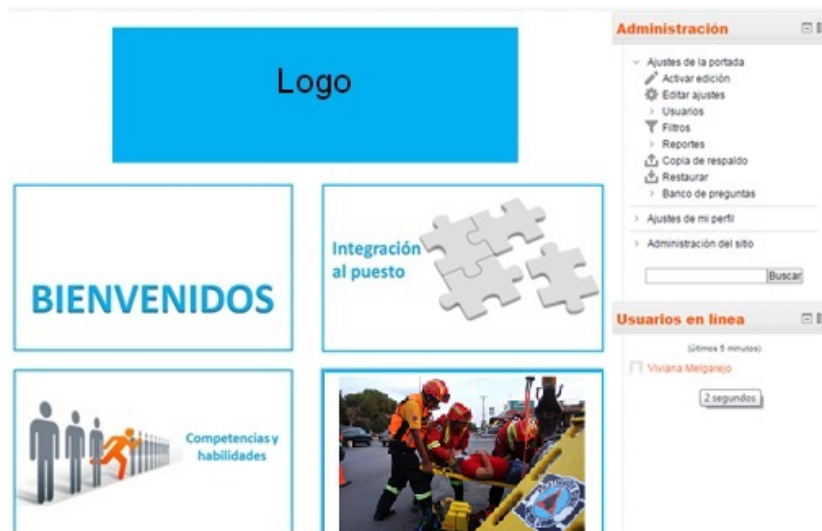 Logo
BIENVENIDOS
Integración
al puesto
Competencias y
habilidades
Administración
Ajustes de la portada
Activar edición
Editar ajustes
Usuarios
Filtros
Reportes
Copia de respaldo
Restaurar
Banco de preguntas
Ajustes de mi perfil
Administración del sitio
Buscar
Usuarios en línea
(últimos 5 minutos)
Viviana Melgarejo
2 segundos